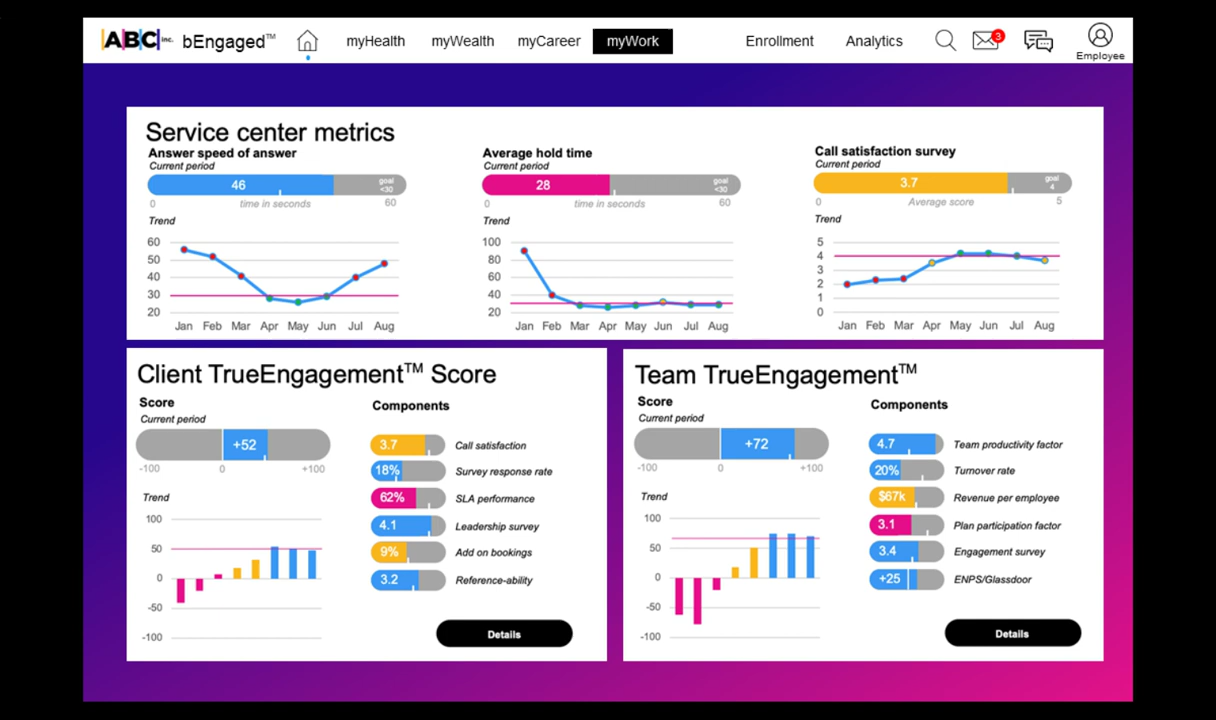 ABC inc. bEngaged™ myHealth myWealth myCareer myWork Enrollment Analytics 3
Employee
Service center metrics
Answer speed of answer
Current period
46 goal <30
0 time in seconds 60
Trend
60
50
40
30
20
Jan Feb Mar Apr May Jun Jul Aug
Average hold time
Current period
28 goal <30
0 time in seconds 60
Trend
100
80
60
40
20
Jan Feb Mar Apr May Jun Jul Aug
Call satisfaction survey
Current period
3.7 goal 4
0 Average score 5
Trend
5
4
3
2
1
0
Jan Feb Mar Apr May Jun Jul Aug
Client TrueEngagement™ Score
Score
Current period
+52
-100 0 +100
Trend
100
50
0
-50
-100
Components
3.7 Call satisfaction
18% Survey response rate
62% SLA performance
4.1 Leadership survey
9% Add on bookings
3.2 Reference-ability
Details
Team TrueEngagement™
Score
Current period
+72
-100 0 +100
Trend
100
50
0
-50
-100
Components
4.7 Team productivity factor
20% Turnover rate
$67k Revenue per employee
3.1 Plan participation factor
3.4 Engagement survey
+25 ENPS/Glassdoor
Details